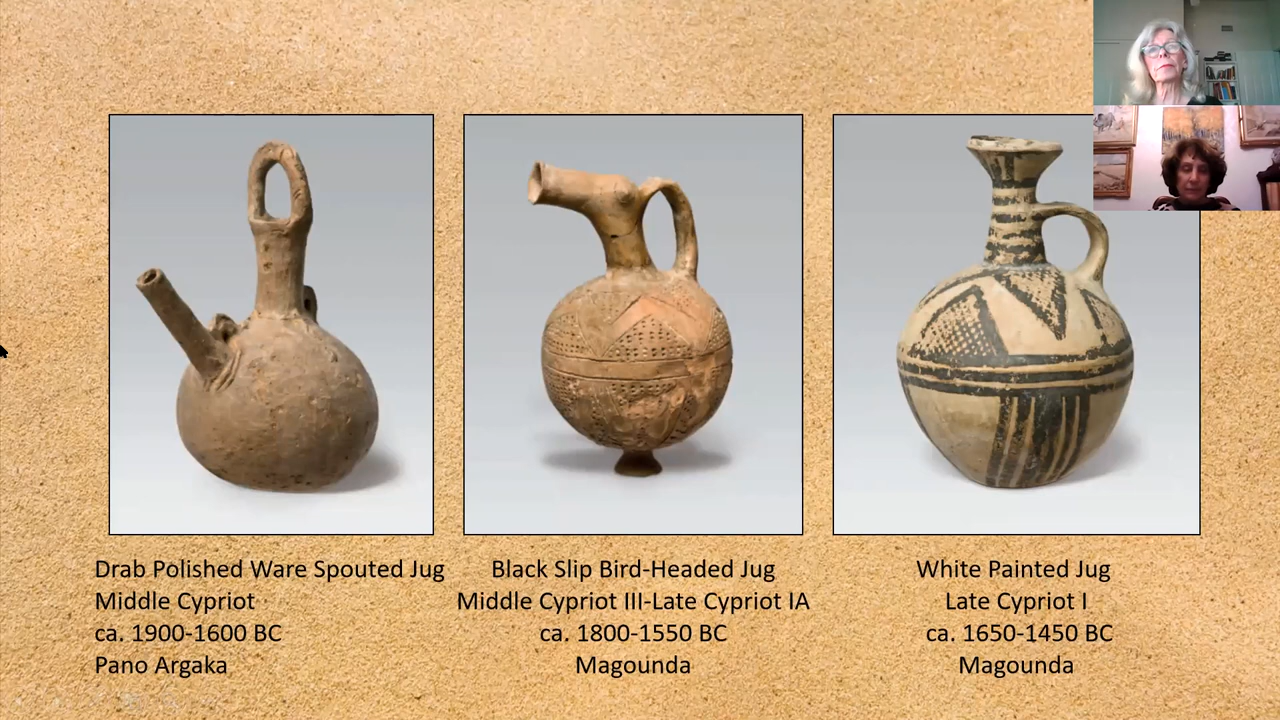 Drab Polished Ware Spouted Jug
Middle Cypriot
ca. 1900-1600 BC
Pano Argaka
Black Slip Bird-Headed Jug
Middle Cypriot III-Late Cypriot IA
ca. 1800-1550 BC
Magounda
White Painted Jug
Late Cypriot I
ca. 1650-1450 BC
Magounda